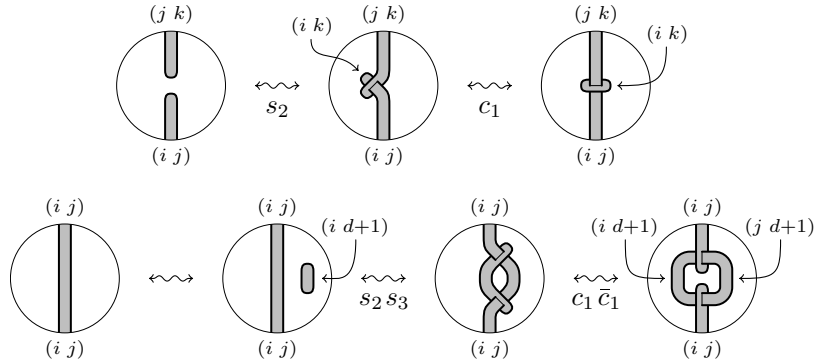 (j k) (j k) (j k)
(i k) (i k)
s₂ c₁
(i j) (i j) (i j)
(i j) (i j) (i j) (i j)
(i d+1) (i d+1) (j d+1)
s₂ s₃ c₁ c̄₁
(i j) (i j) (i j) (i j)